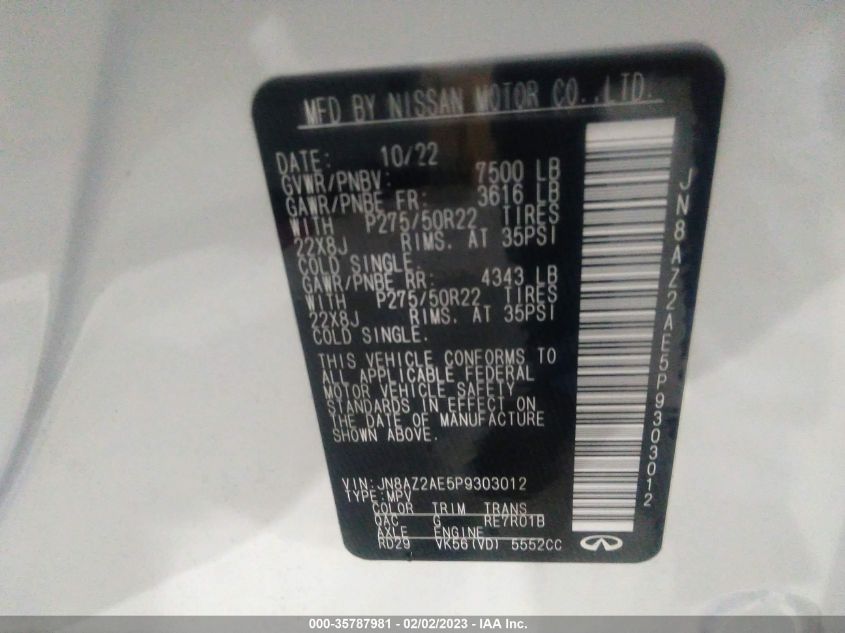 MFD BY NISSAN MOTOR CO.,LTD.
DATE: 10/22
GVWR/PNBV: 7500 LB
GAWR/PNBE FR: 3616 LB
WITH P275/50R22 TIRES
22X8J RIMS. AT 35PSI
COLD SINGLE.
GAWR/PNBE RR: 4343 LB
WITH P275/50R22 TIRES
22X8J RIMS. AT 35PSI
COLD SINGLE.
THIS VEHICLE CONFORMS TO
ALL APPLICABLE FEDERAL
MOTOR VEHICLE SAFETY
STANDARDS IN EFFECT ON
THE DATE OF MANUFACTURE
SHOWN ABOVE.
VIN:JN8AZ2AE5P9303012
TYPE:MPV
COLOR TRIM TRANS
QAC G RE7R01B
AXLE ENGINE
RD29 VK56(VD) 5552CC
JN8AZ2AE5P9303012
000-35787981 - 02/02/2023 - © IAA Inc.